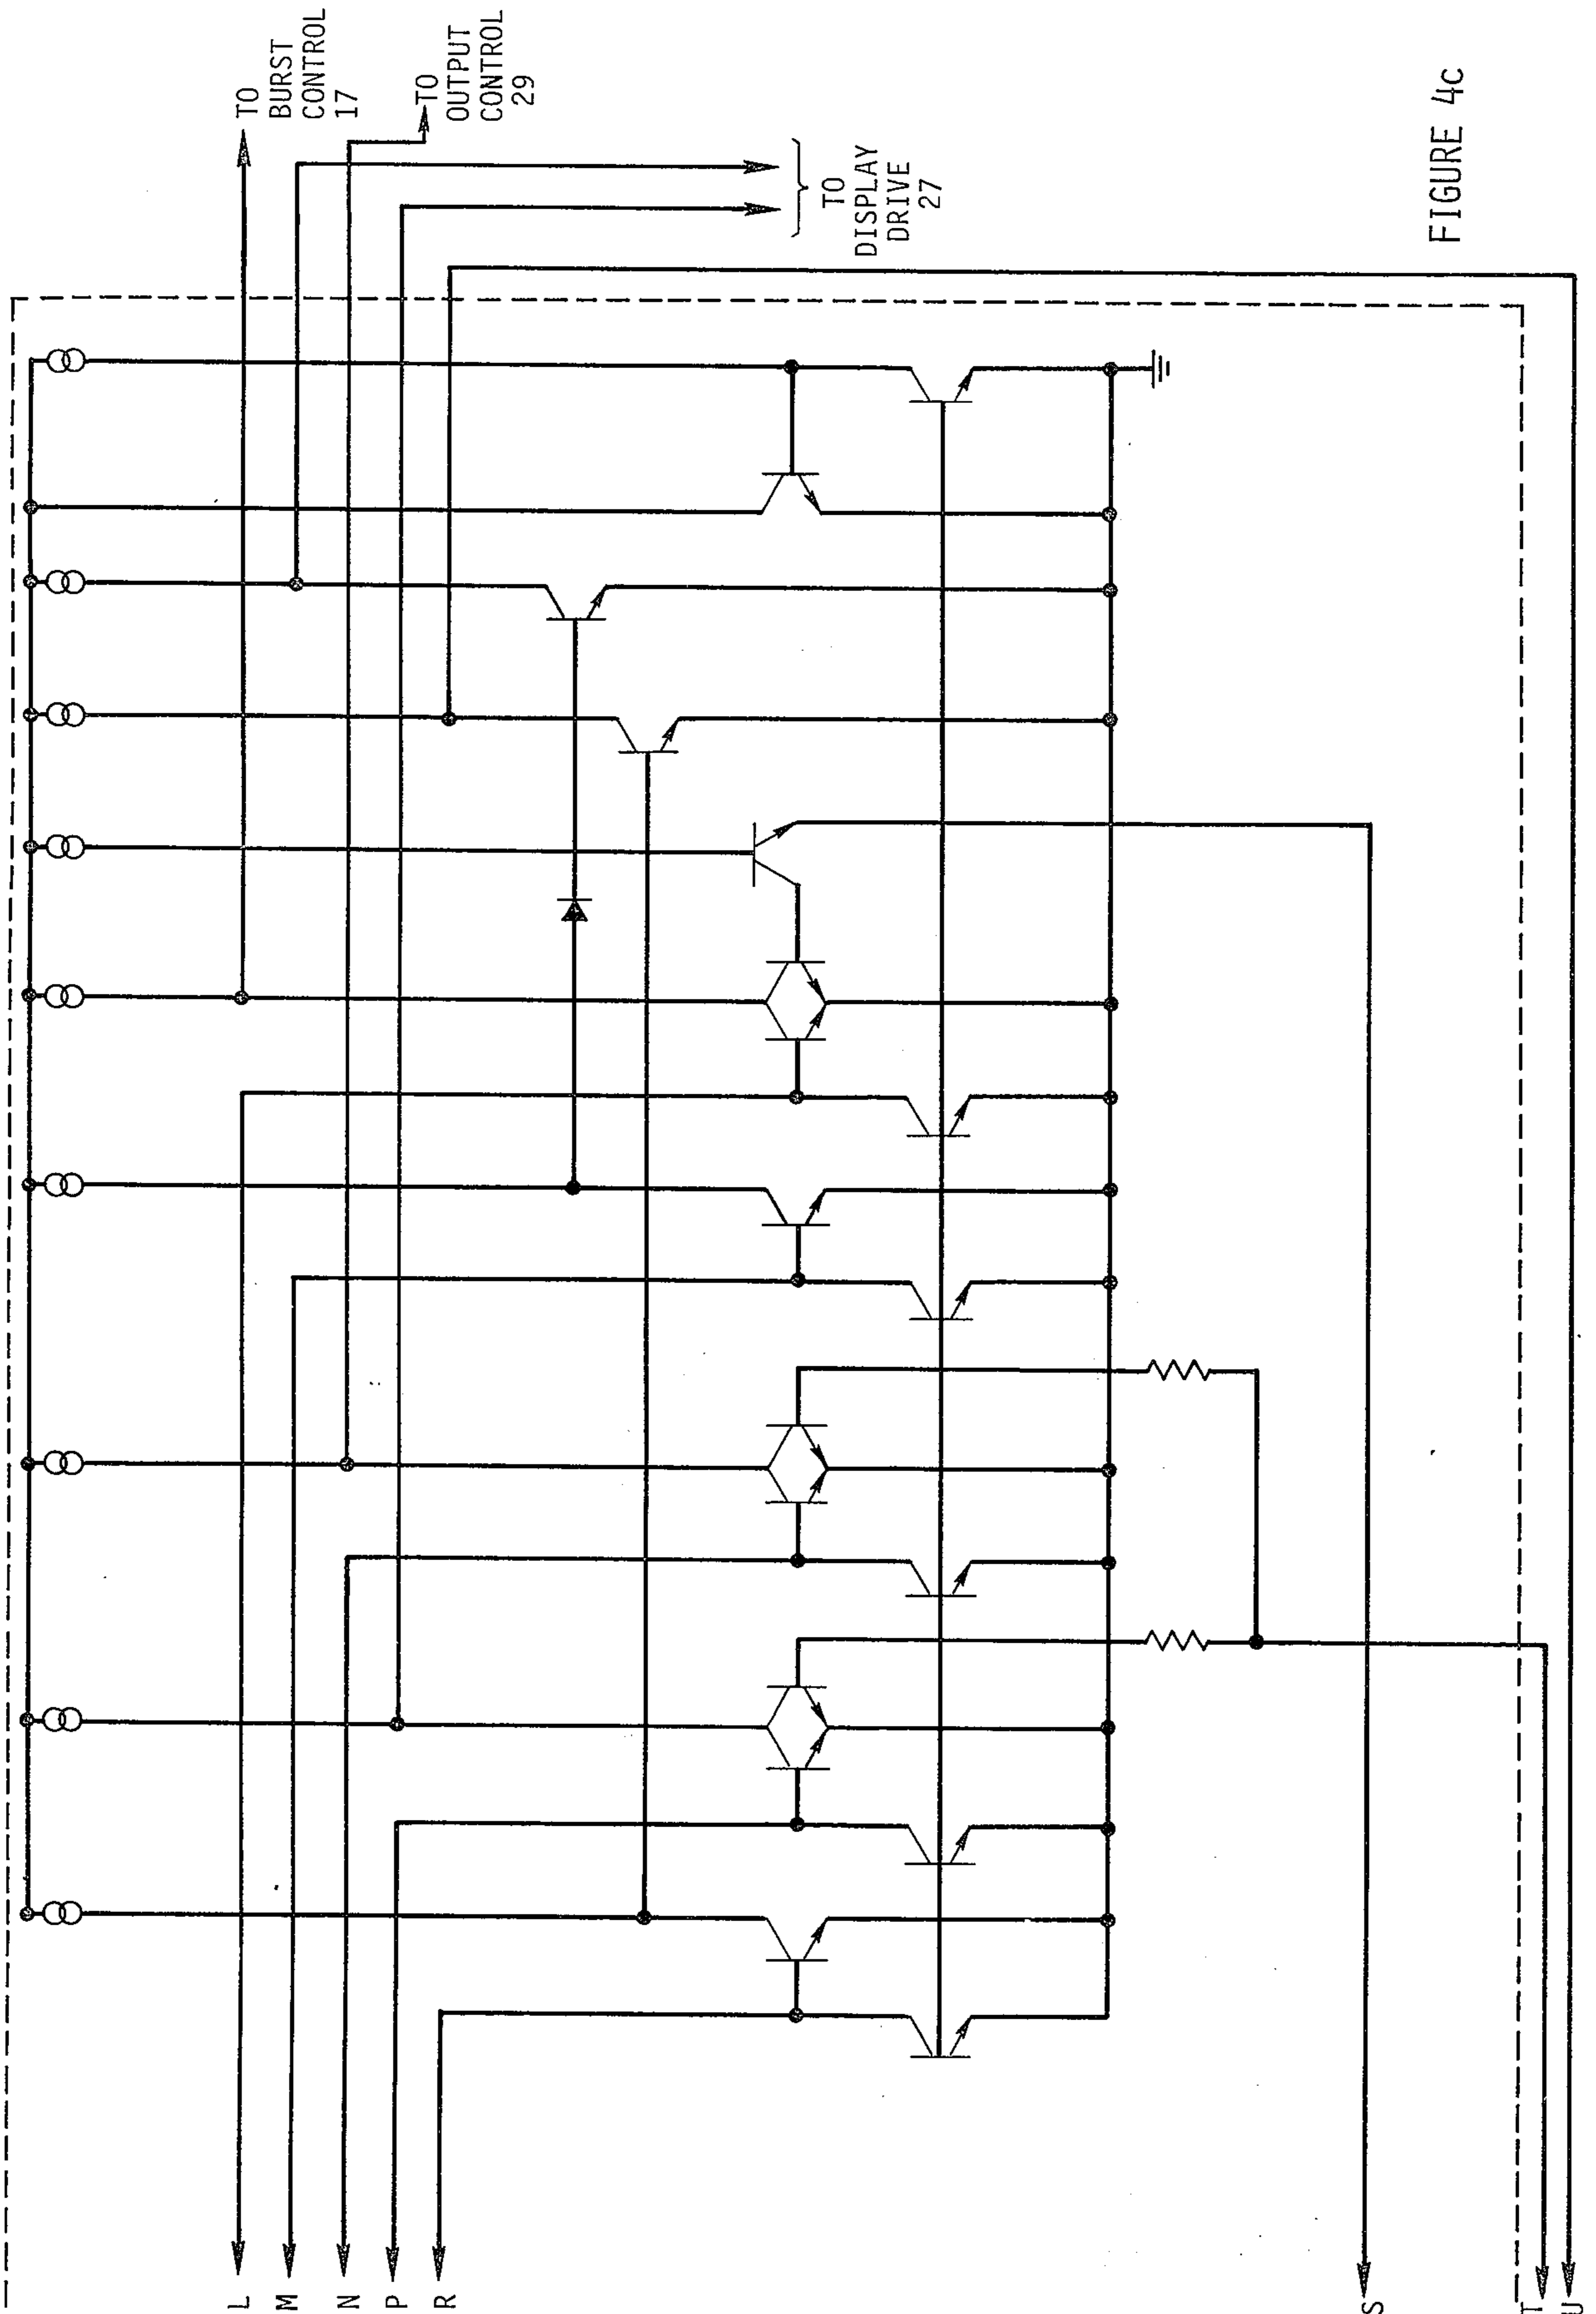 TO
BURST
CONTROL
17
TO
OUTPUT
CONTROL
29
TO
DISPLAY
DRIVE
27
FIGURE 4c
L
M
N
P
R
S
T
U